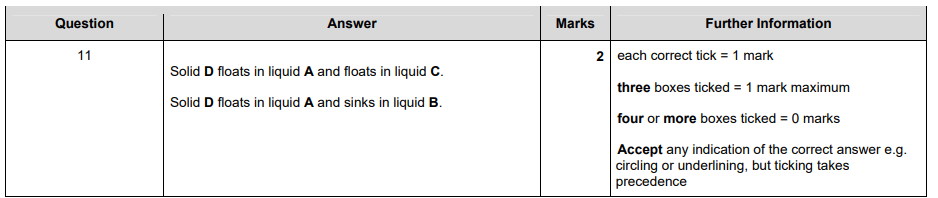 Question Answer Marks Further Information
11
Solid D floats in liquid A and floats in liquid C.
Solid D floats in liquid A and sinks in liquid B.
2
each correct tick = 1 mark
three boxes ticked = 1 mark maximum
four or more boxes ticked = 0 marks
Accept any indication of the correct answer e.g.
circling or underlining, but ticking takes
precedence